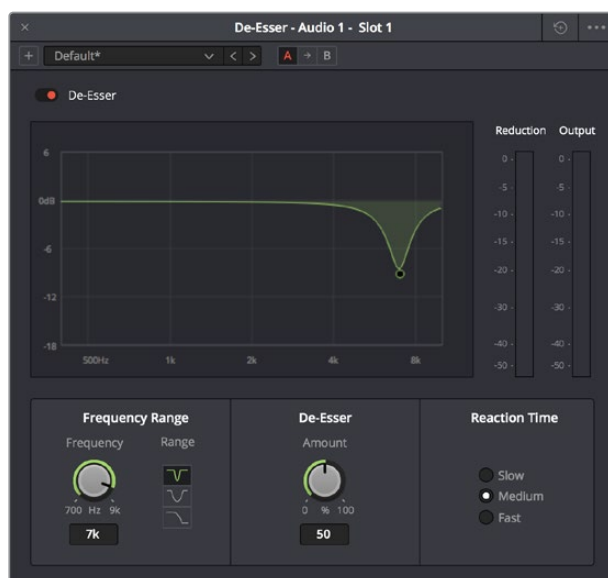 De-Esser - Audio 1 - Slot 1
Default*
A
B
De-Esser
Reduction Output
6
0dB
-6
-12
-18
500Hz 1k 2k 4k 8k
0 -
-5 -
-10 -
-15 -
-20 -
-30 -
-40 -
-50 -
0 -
-5 -
-10 -
-15 -
-20 -
-30 -
-40 -
-50 -
Frequency Range
Frequency
Range
700 Hz 9k
7k
De-Esser
Amount
0 % 100
50
Reaction Time
Slow
Medium
Fast